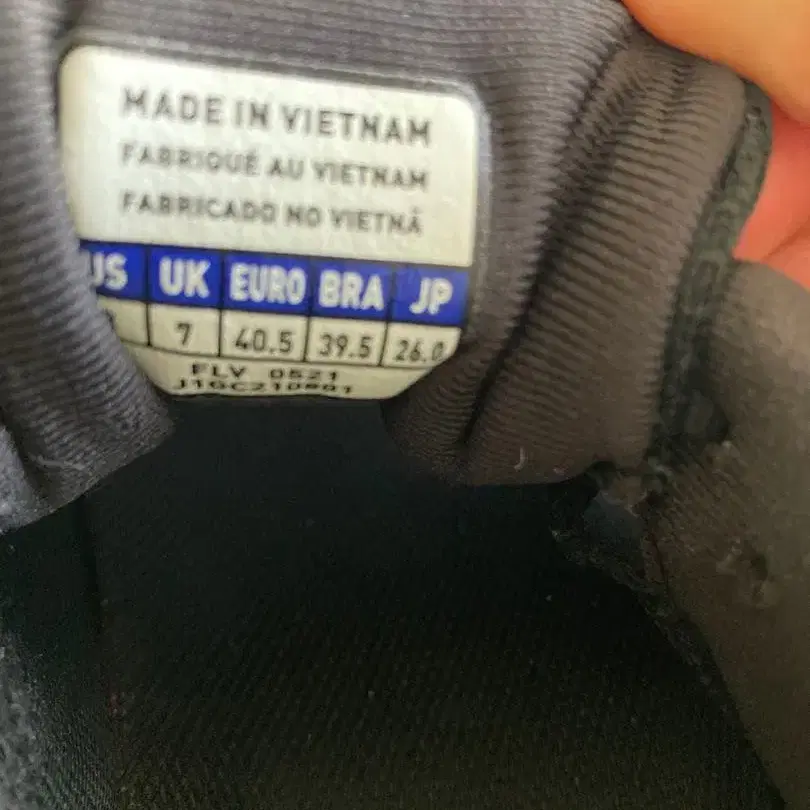 MADE IN VIETNAM
FABRIQUÉ AU VIETNAM
FABRICADO NO VIETNÃ
US UK EURO BRA JP
7 40.5 39.5 26.0
FLV 0521